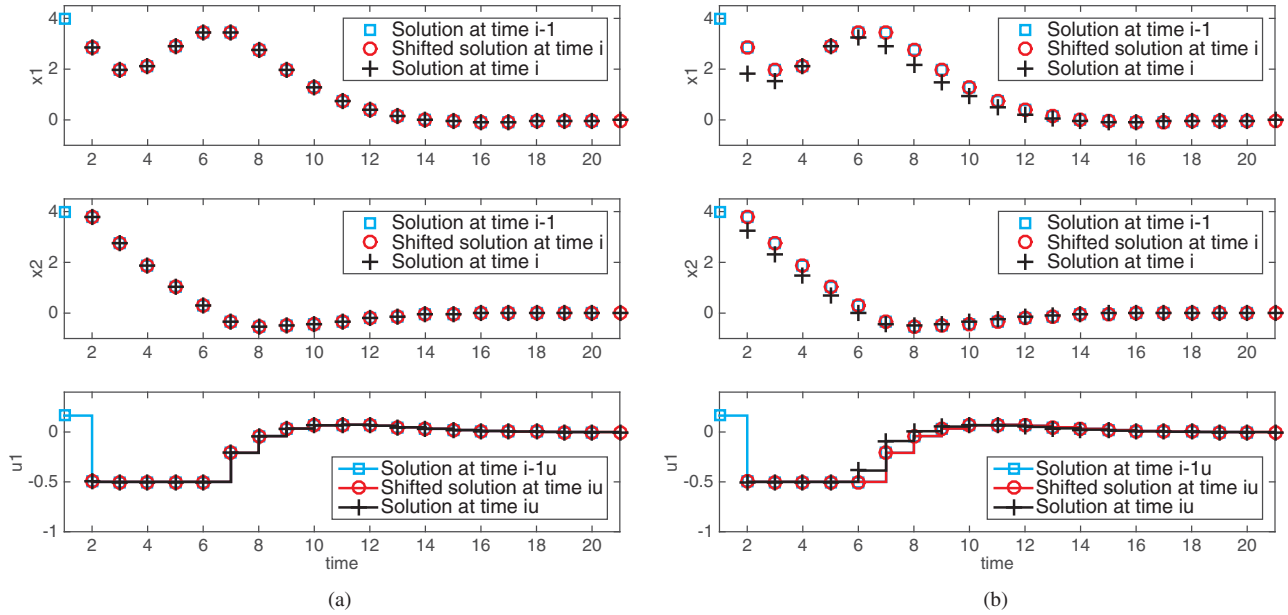 4
2
0
x1
Solution at time i-1
Shifted solution at time i
Solution at time i
2 4 6 8 10 12 14 16 18 20
4
2
0
x2
Solution at time i-1
Shifted solution at time i
Solution at time i
2 4 6 8 10 12 14 16 18 20
0
-0.5
-1
u1
Solution at time i-1u
Shifted solution at time iu
Solution at time iu
2 4 6 8 10 12 14 16 18 20
time
(a)
4
2
0
x1
Solution at time i-1
Shifted solution at time i
Solution at time i
2 4 6 8 10 12 14 16 18 20
4
2
0
x2
Solution at time i-1
Shifted solution at time i
Solution at time i
2 4 6 8 10 12 14 16 18 20
0
-0.5
-1
u1
Solution at time i-1u
Shifted solution at time iu
Solution at time iu
2 4 6 8 10 12 14 16 18 20
time
(b)